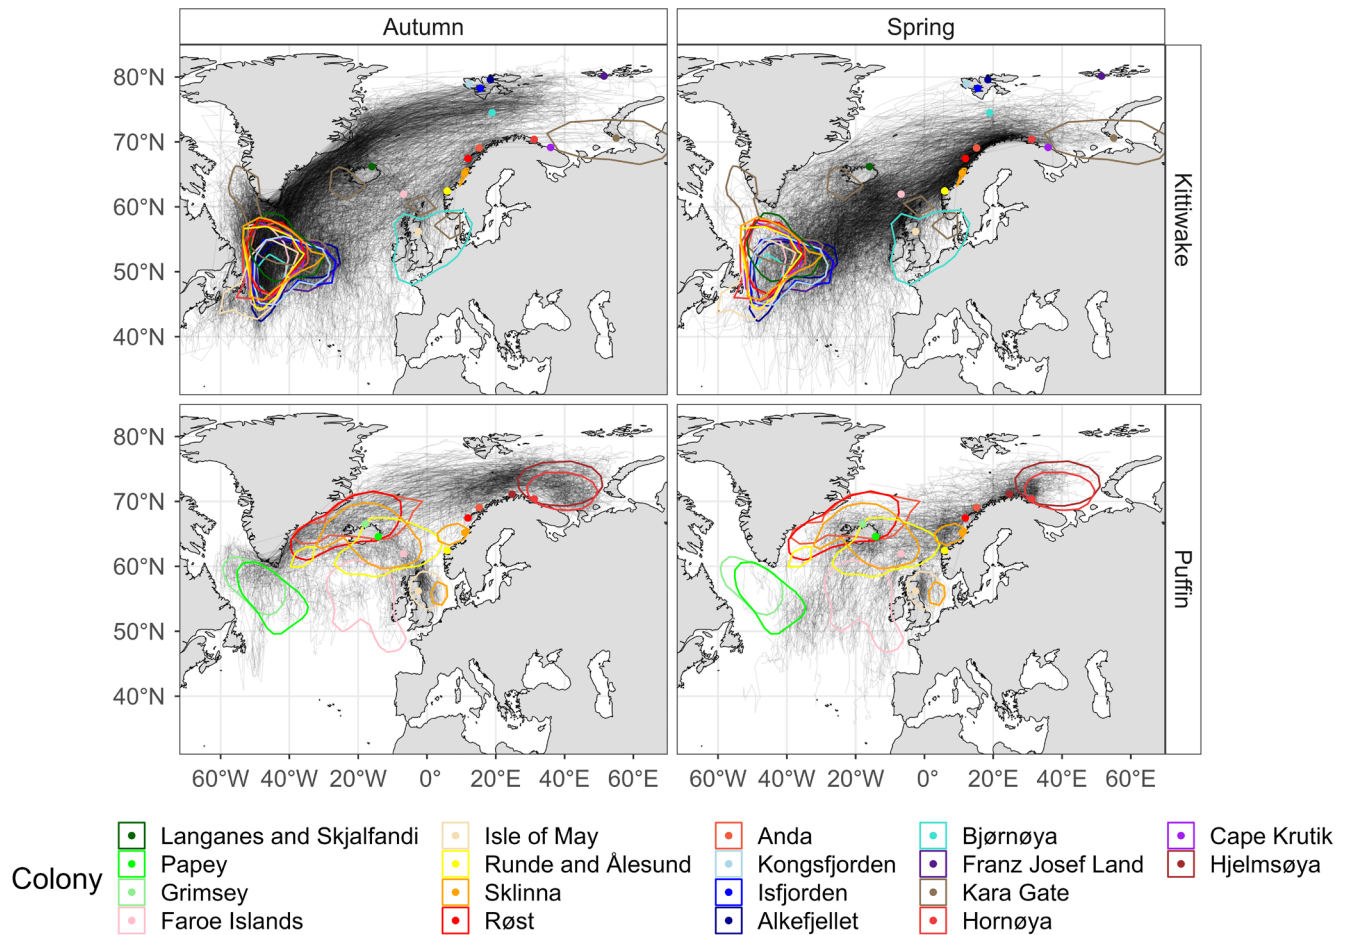 Autumn Spring
80°N
70°N
60°N
50°N
40°N
Kittiwake
80°N
70°N
60°N
50°N
40°N
Puffin
60°W 40°W 20°W 0° 20°E 40°E 60°E 60°W 40°W 20°W 0° 20°E 40°E 60°E
Colony
Langanes and Skjalfandi Isle of May Anda Bjørnøya Cape Krutik
Papey Runde and Ålesund Kongsfjorden Franz Josef Land Hjelmsøya
Grimsey Sklinna Isfjorden Kara Gate
Faroe Islands Røst Alkefjellet Hornøya